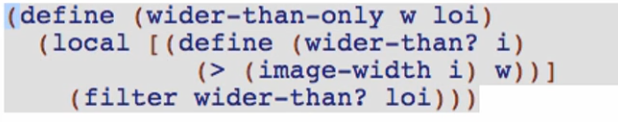 (define (wider-than-only w loi)
(local [(define (wider-than? i)
(> (image-width i) w))]
(filter wider-than? loi)))